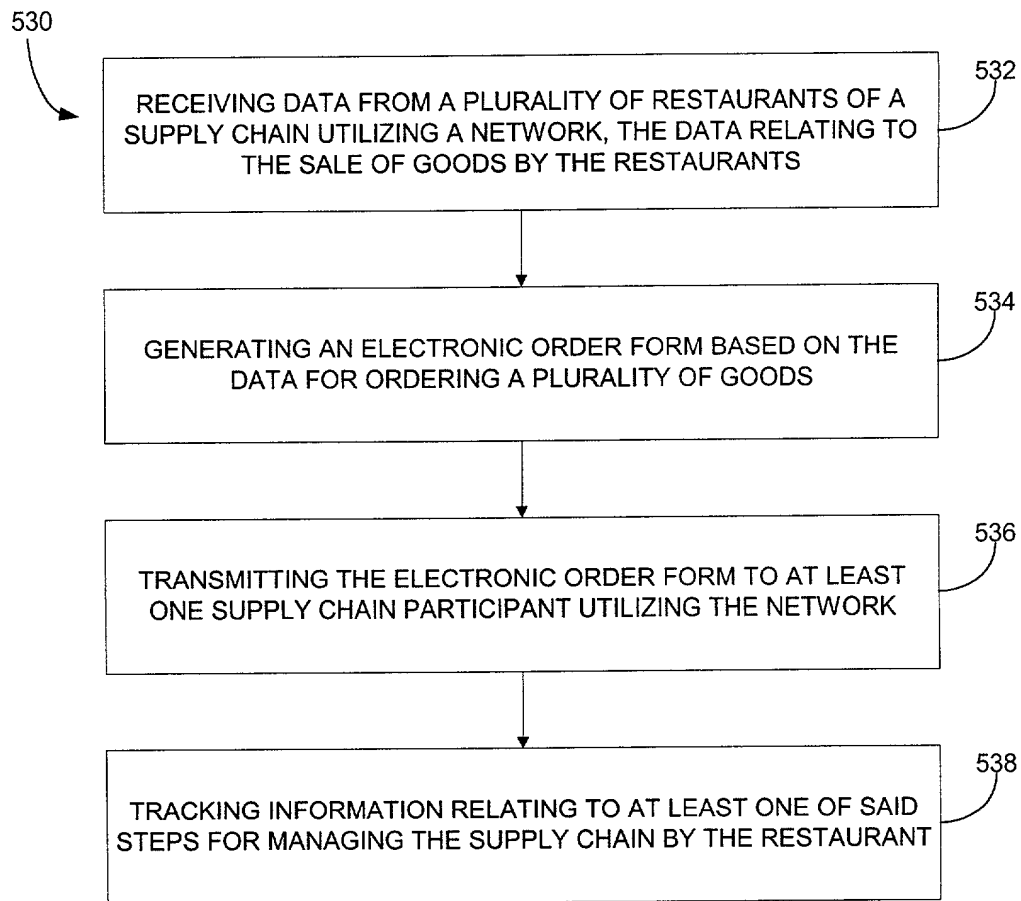 530
532
RECEIVING DATA FROM A PLURALITY OF RESTAURANTS OF A
SUPPLY CHAIN UTILIZING A NETWORK, THE DATA RELATING TO
THE SALE OF GOODS BY THE RESTAURANTS
534
GENERATING AN ELECTRONIC ORDER FORM BASED ON THE
DATA FOR ORDERING A PLURALITY OF GOODS
536
TRANSMITTING THE ELECTRONIC ORDER FORM TO AT LEAST
ONE SUPPLY CHAIN PARTICIPANT UTILIZING THE NETWORK
538
TRACKING INFORMATION RELATING TO AT LEAST ONE OF SAID
STEPS FOR MANAGING THE SUPPLY CHAIN BY THE RESTAURANT